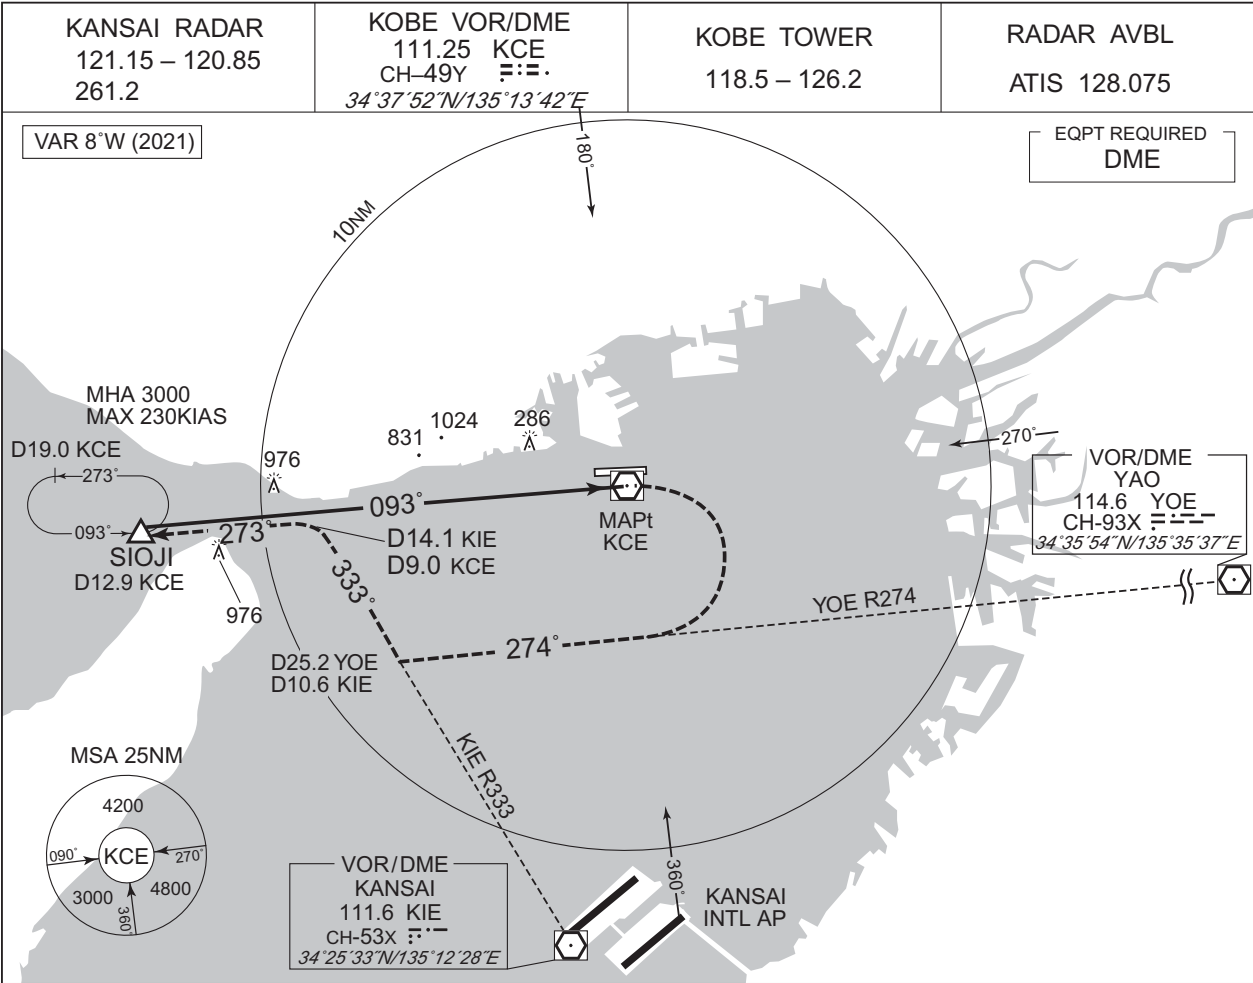 KANSAI RADAR
121.15 – 120.85
261.2
KOBE VOR/DME
111.25 KCE
CH–49Y
34°37´52˝N/135°13´42˝E
KOBE TOWER
118.5 – 126.2
RADAR AVBL
ATIS 128.075
VAR 8°W (2021)
EQPT REQUIRED
DME
180°
10NM
MHA 3000
MAX 230KIAS
D19.0 KCE
273°
093°
SIOJI
D12.9 KCE
976
831
1024
286
093°
273°
976
D14.1 KIE
D9.0 KCE
333°
MAPt
KCE
270°
VOR/DME
YAO
114.6 YOE
CH-93X
34°35´54˝N/135°35´37˝E
YOE R274
274°
D25.2 YOE
D10.6 KIE
KIE R333
MSA 25NM
4200
090°
KCE
270°
3000
4800
360°
VOR/DME
KANSAI
111.6 KIE
CH-53X
34°25´33˝N/135°12´28˝E
360°
KANSAI
INTL AP